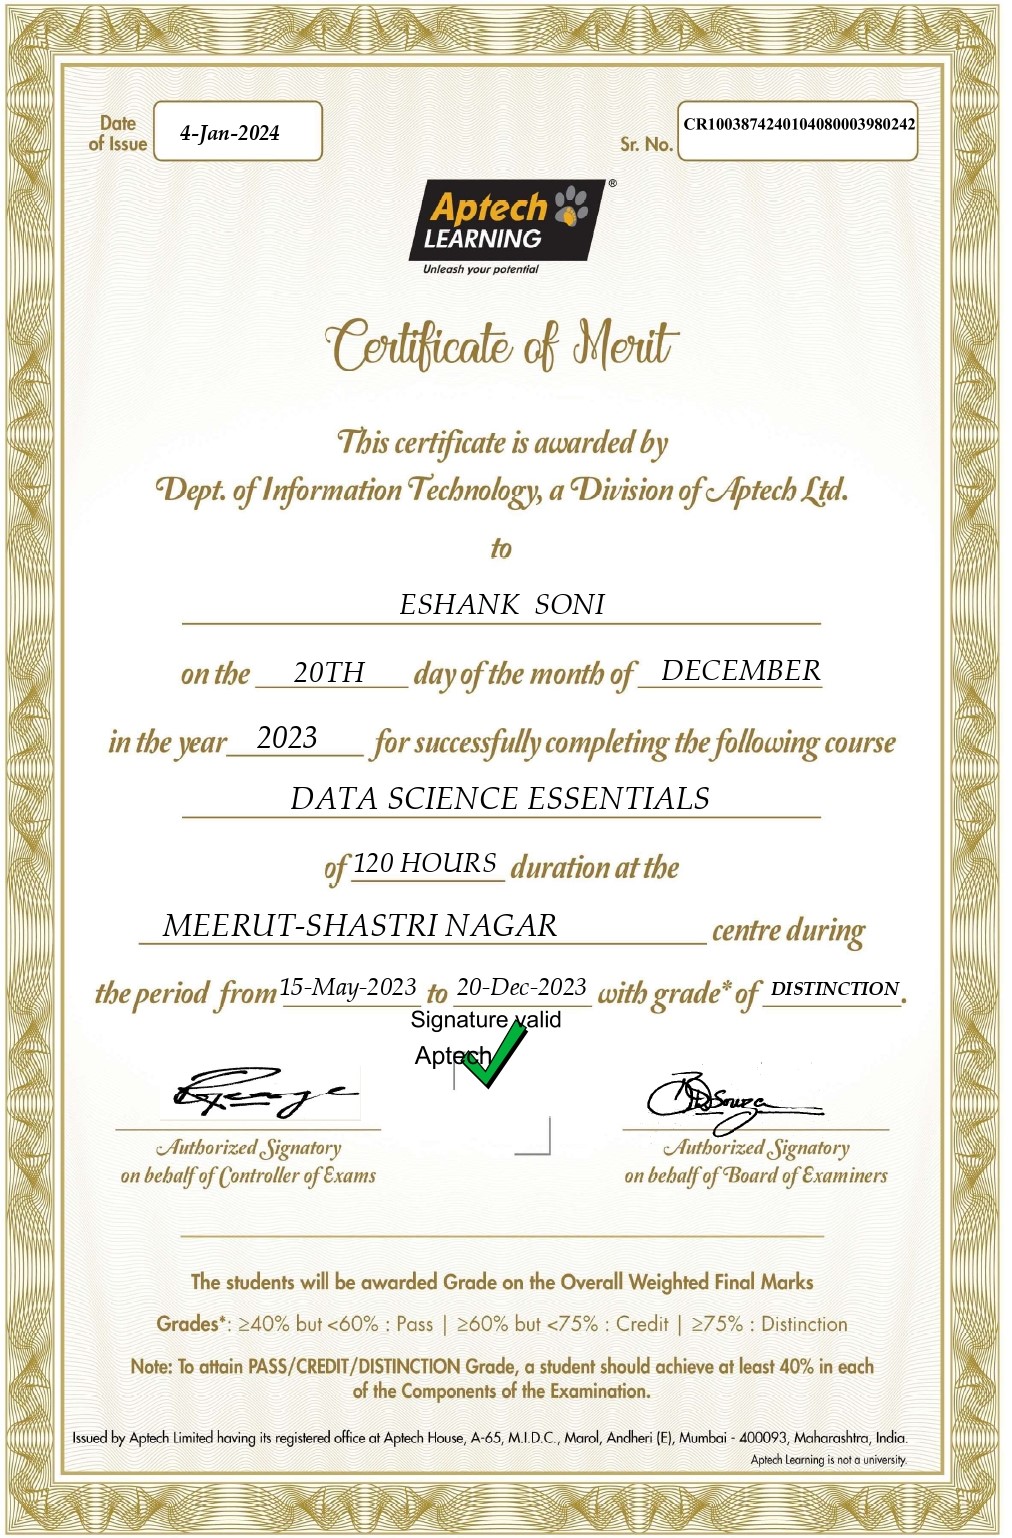 Date of Issue 4-Jan-2024
Sr. No. CR1003874240104080003980242
Aptech ®
LEARNING
Unleash your potential
Certificate of Merit
This certificate is awarded by
Dept. of Information Technology, a Division of Aptech Ltd.
to
ESHANK SONI
on the 20TH day of the month of DECEMBER
in the year 2023 for successfully completing the following course
DATA SCIENCE ESSENTIALS
of 120 HOURS duration at the
MEERUT-SHASTRI NAGAR centre during
the period from 15-May-2023 to 20-Dec-2023 with grade* of DISTINCTION.
Signature valid
Aptech
Authorized Signatory
on behalf of Controller of Exams
Authorized Signatory
on behalf of Board of Examiners
The students will be awarded Grade on the Overall Weighted Final Marks
Grades*: ≥40% but <60% : Pass | ≥60% but <75% : Credit | ≥75% : Distinction
Note: To attain PASS/CREDIT/DISTINCTION Grade, a student should achieve at least 40% in each
of the Components of the Examination.
Issued by Aptech Limited having its registered office at Aptech House, A-65, M.I.D.C., Marol, Andheri (E), Mumbai - 400093, Maharashtra, India.
Aptech Learning is not a university.